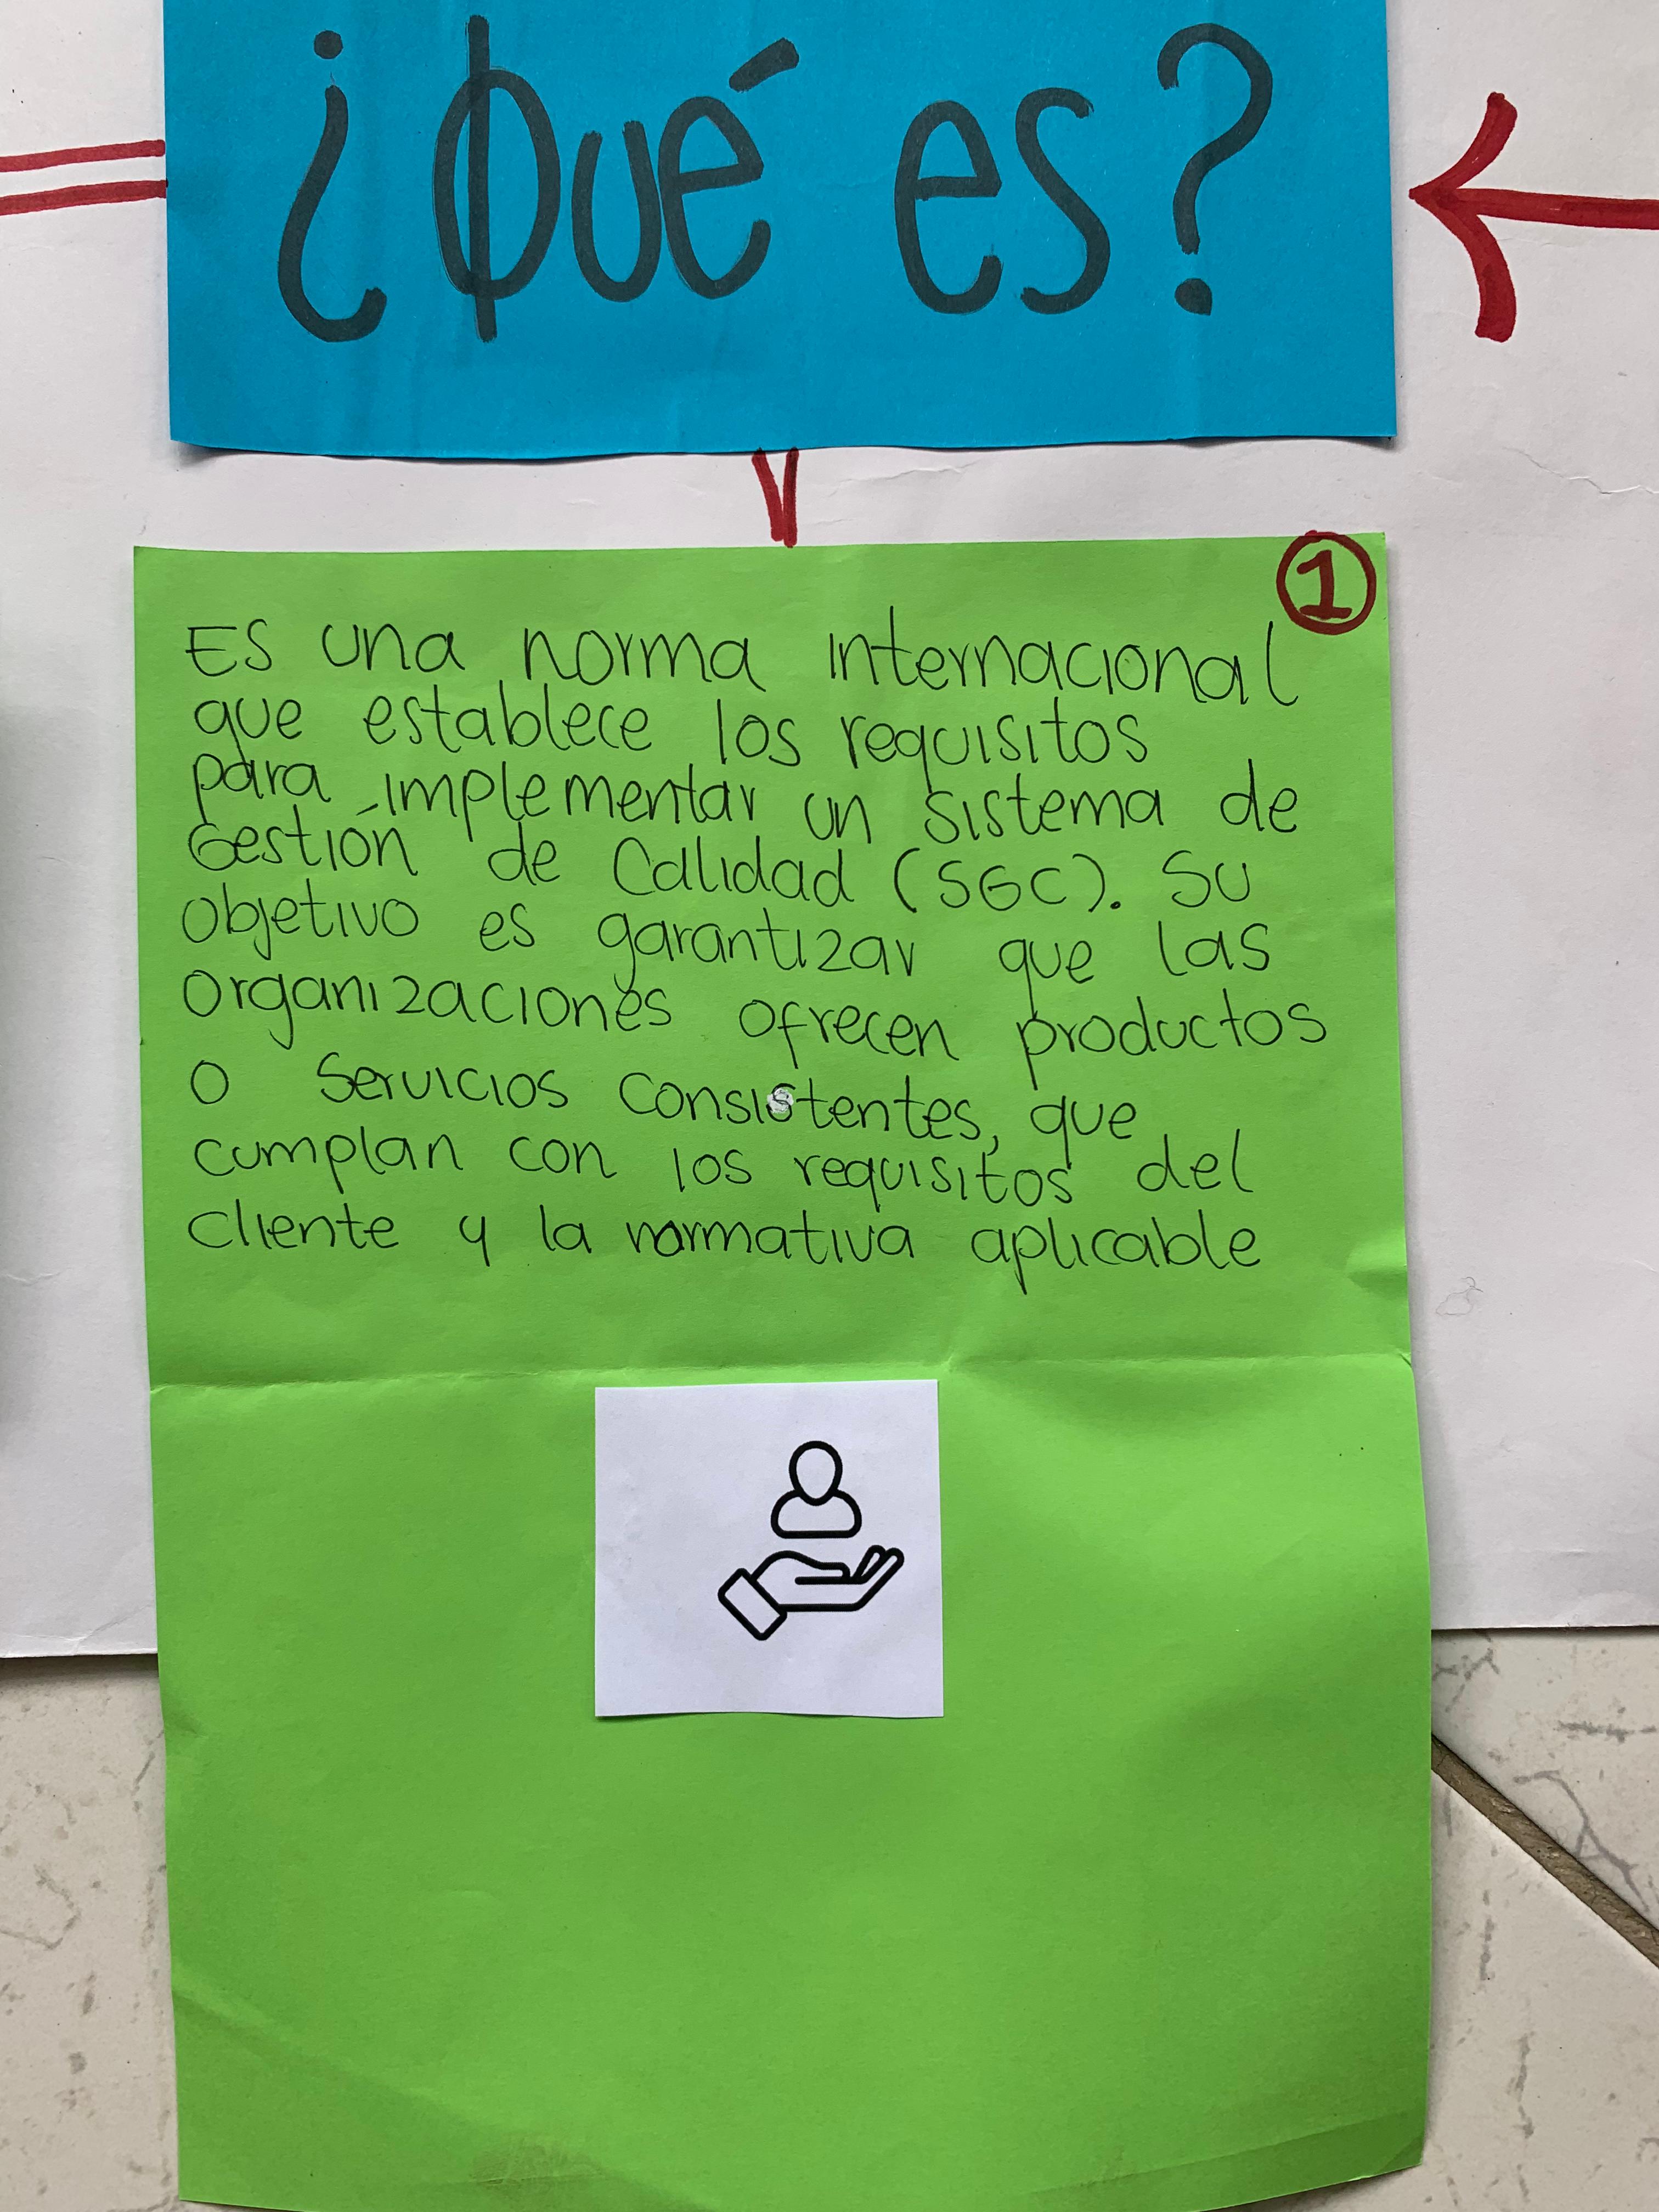 ¿Qué es?
1
Es una norma internacional
que establece los requisitos
para implementar un sistema de
Gestión de Calidad (SGC). Su
objetivo es garantizar que las
organizaciones ofrecen productos
o servicios consistentes, que
cumplan con los requisitos del
cliente y la normativa aplicable